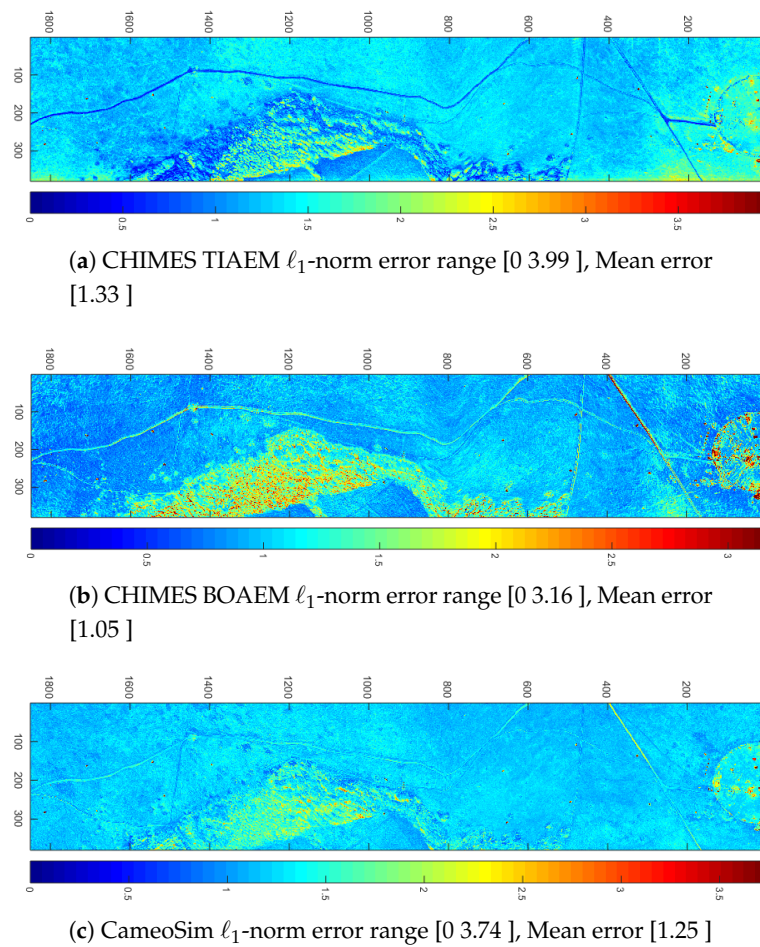 1800 1600 1400 1200 1000 800 600 400 200
100
200
300
0 0.5 1 1.5 2 2.5 3 3.5
(a) CHIMES TIAEM ℓ₁-norm error range [0 3.99 ], Mean error
[1.33 ]
1800 1600 1400 1200 1000 800 600 400 200
100
200
300
0 0.5 1 1.5 2 2.5 3
(b) CHIMES BOAEM ℓ₁-norm error range [0 3.16 ], Mean error
[1.05 ]
1800 1600 1400 1200 1000 800 600 400 200
100
200
300
0 0.5 1 1.5 2 2.5 3 3.5
(c) CameoSim ℓ₁-norm error range [0 3.74 ], Mean error [1.25 ]